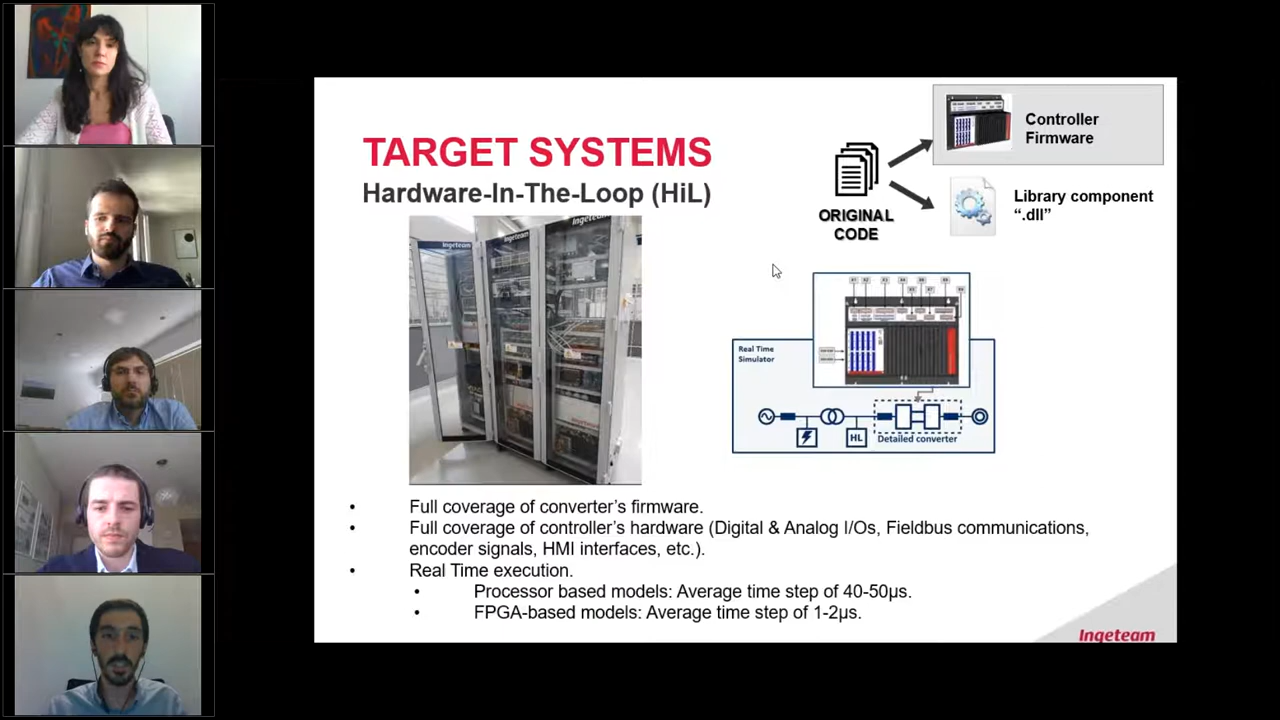 TARGET SYSTEMS
Hardware-In-The-Loop (HiL)
ORIGINAL
CODE
Controller
Firmware
Library component
“.dll”
Ingeteam
Ingeteam
Ingeteam
Real Time
Simulator
HL
Detailed converter
• Full coverage of converter’s firmware.
• Full coverage of controller’s hardware (Digital & Analog I/Os, Fieldbus communications,
encoder signals, HMI interfaces, etc.).
• Real Time execution.
• Processor based models: Average time step of 40-50μs.
• FPGA-based models: Average time step of 1-2μs.
Ingeteam